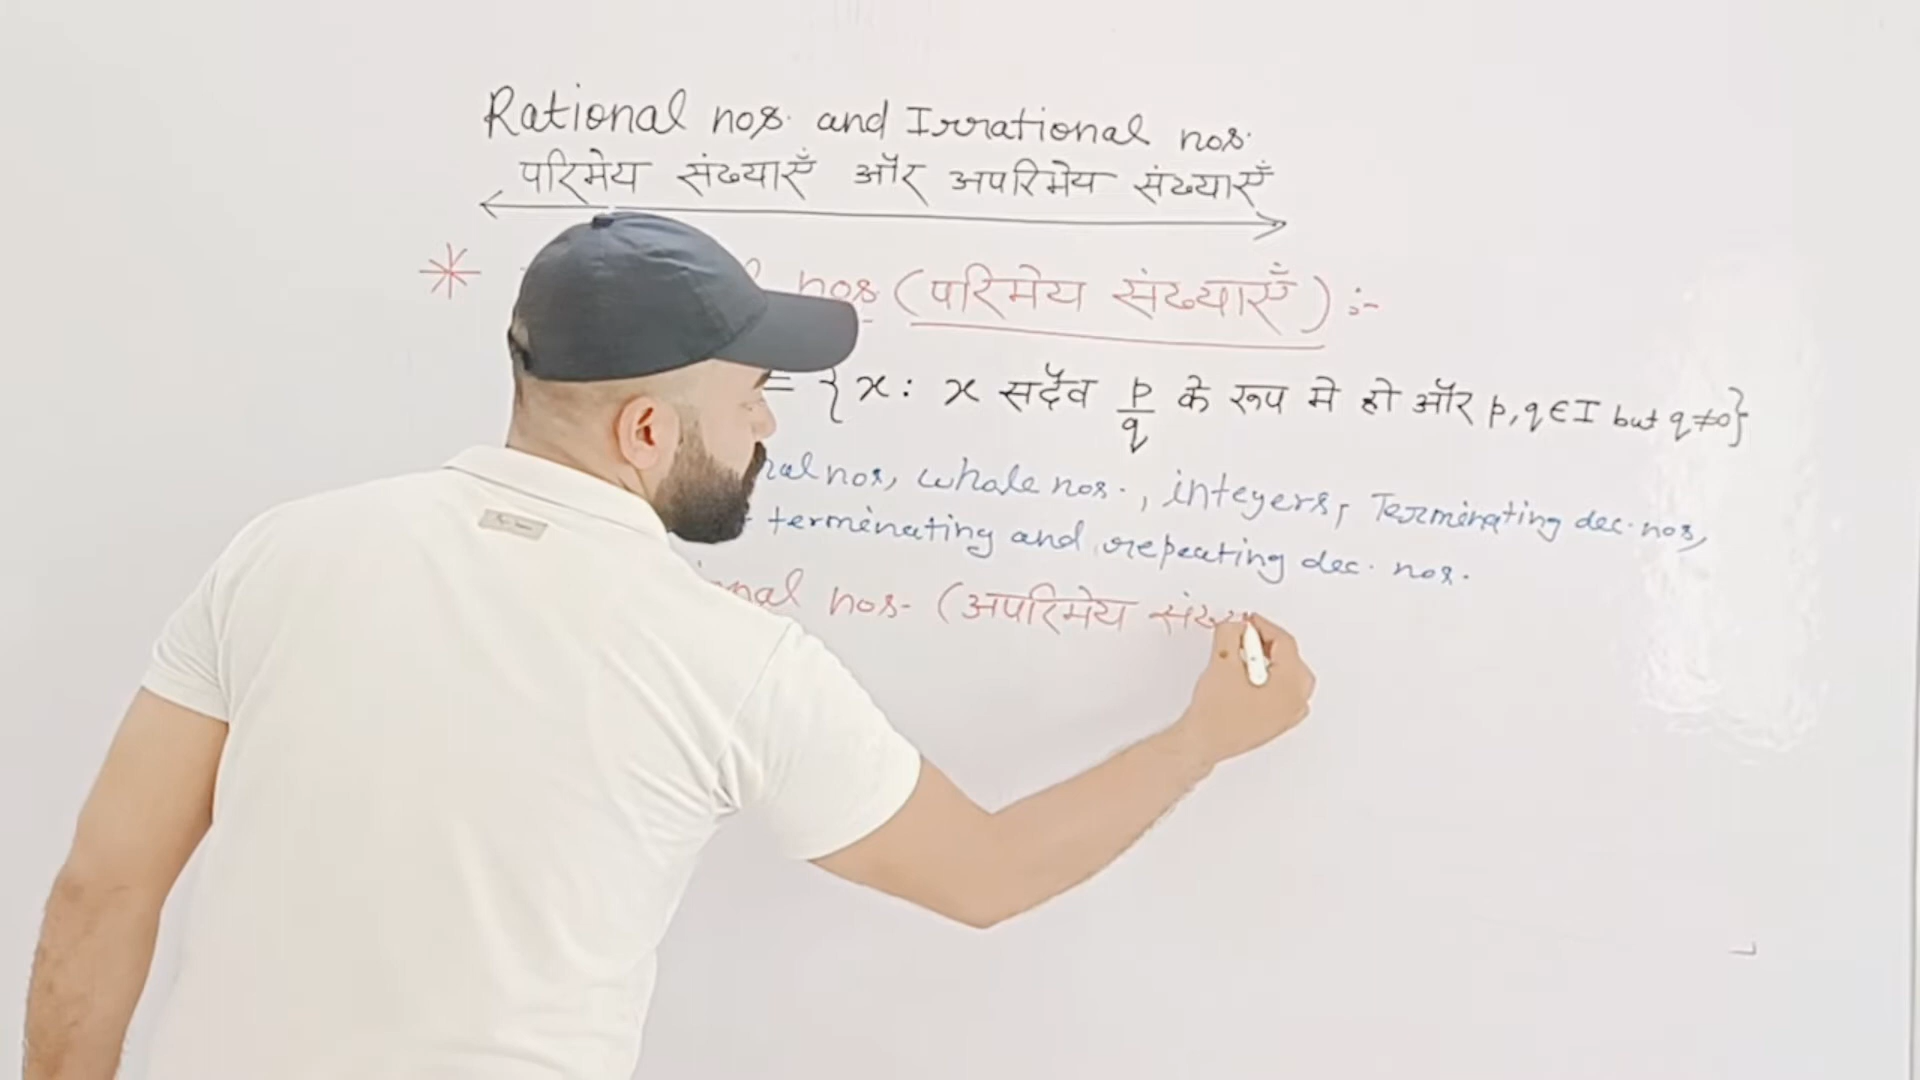 Rational nos. and Irrational nos.
परिमेय संख्याएँ और अपरिमेय संख्याएँ
* nos (परिमेय संख्याएँ) :-
= {x : x सदैव p/q के रूप मे हो और p, q ∈ I but q ≠ 0}
nos, whole nos., integers, Terminating dec. nos,
terminating and repeating dec. nos.
nos- (अपरिमेय